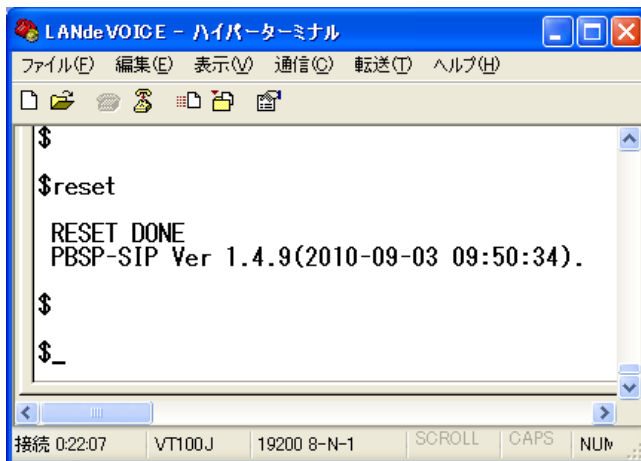 LANdeVOICE - ハイパーターミナル
ファイル(F) 編集(E) 表示(V) 通信(C) 転送(T) ヘルプ(H)
$
$reset
RESET DONE
PBSP-SIP Ver 1.4.9(2010-09-03 09:50:34).
$
$_
接続 0:22:07 VT100J 19200 8-N-1 SCROLL CAPS NUM